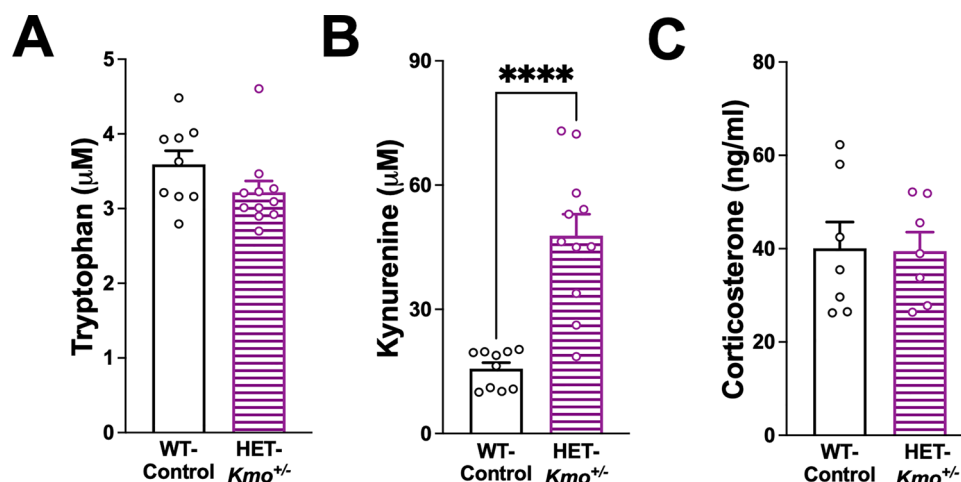 A
Tryptophan (μM)
5
4
3
2
1
0
WT-
Control
HET-
Kmo+/-
B
Kynurenine (μM)
90
60
30
0
****
WT-
Control
HET-
Kmo+/-
C
Corticosterone (ng/ml)
80
60
40
20
0
WT-
Control
HET-
Kmo+/-